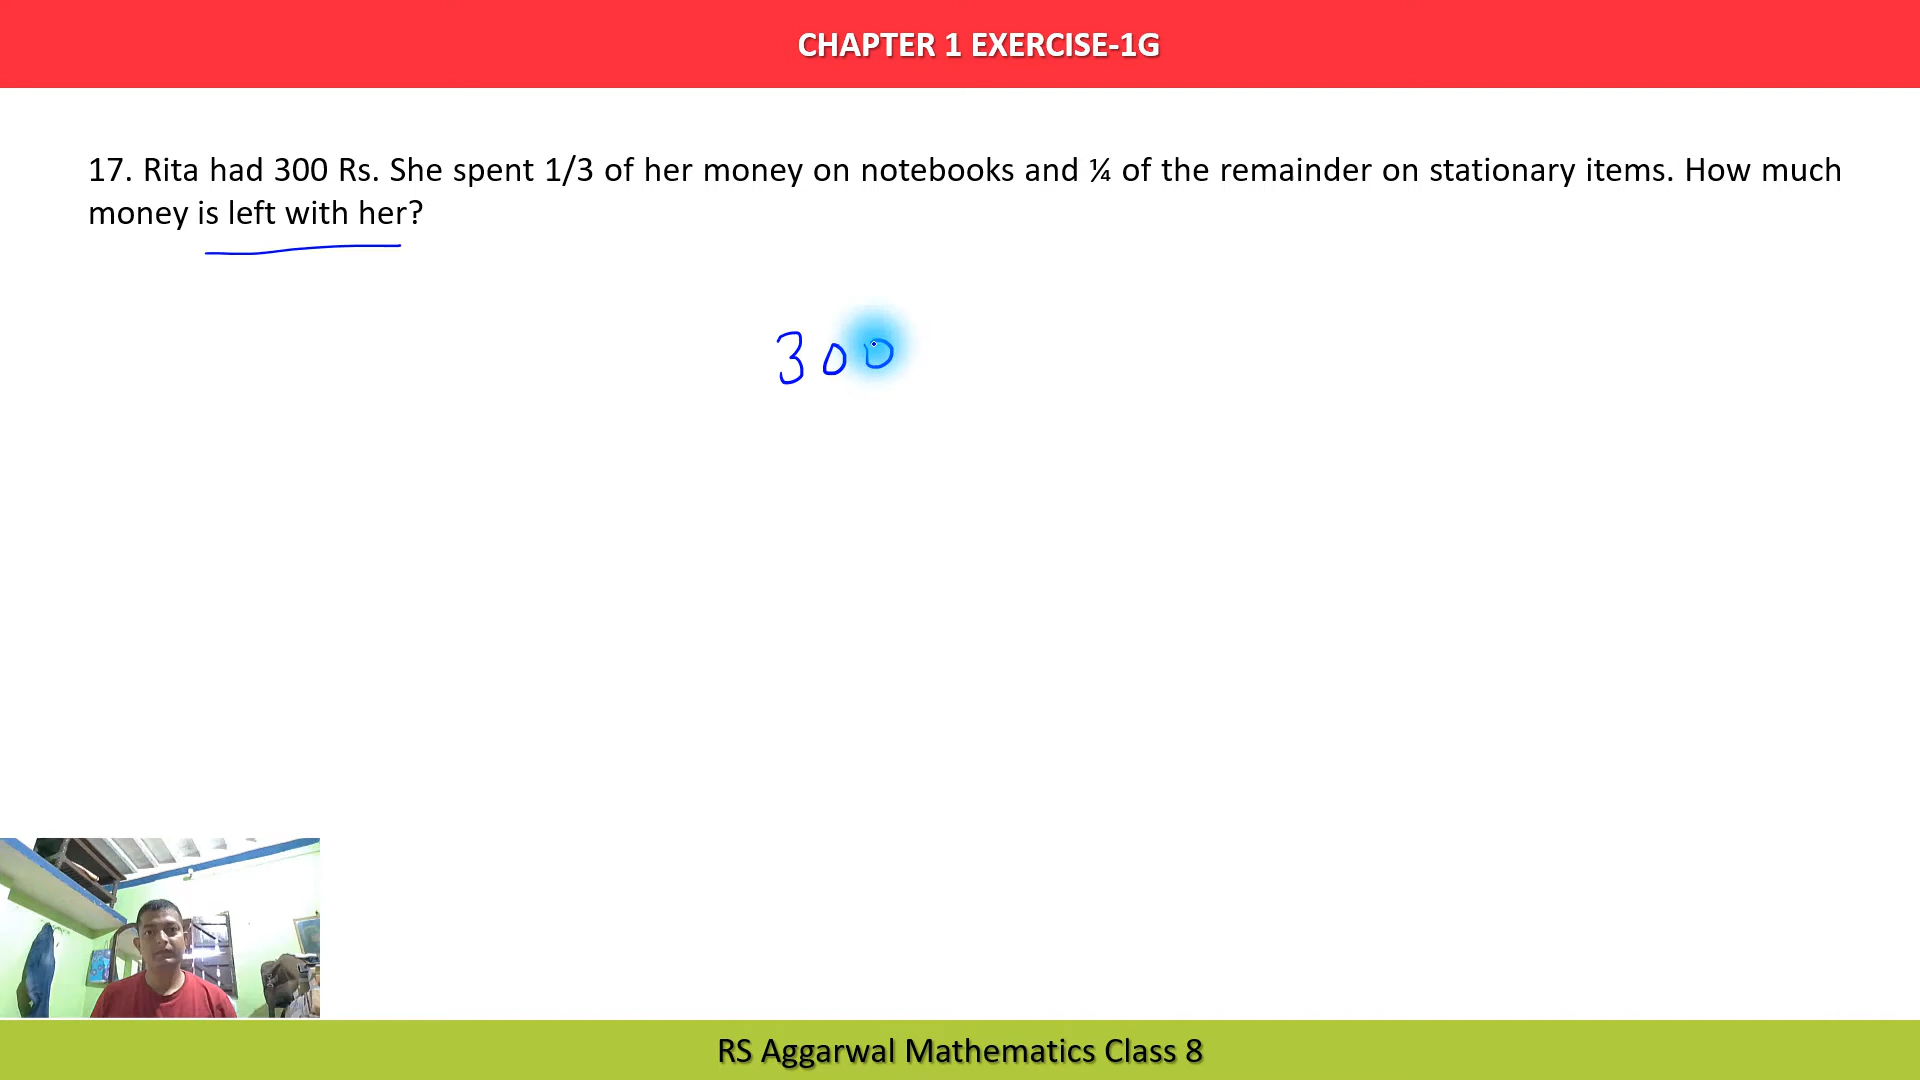 CHAPTER 1 EXERCISE-1G
17. Rita had 300 Rs. She spent 1/3 of her money on notebooks and ¼ of the remainder on stationary items. How much
money is left with her?
300
RS Aggarwal Mathematics Class 8